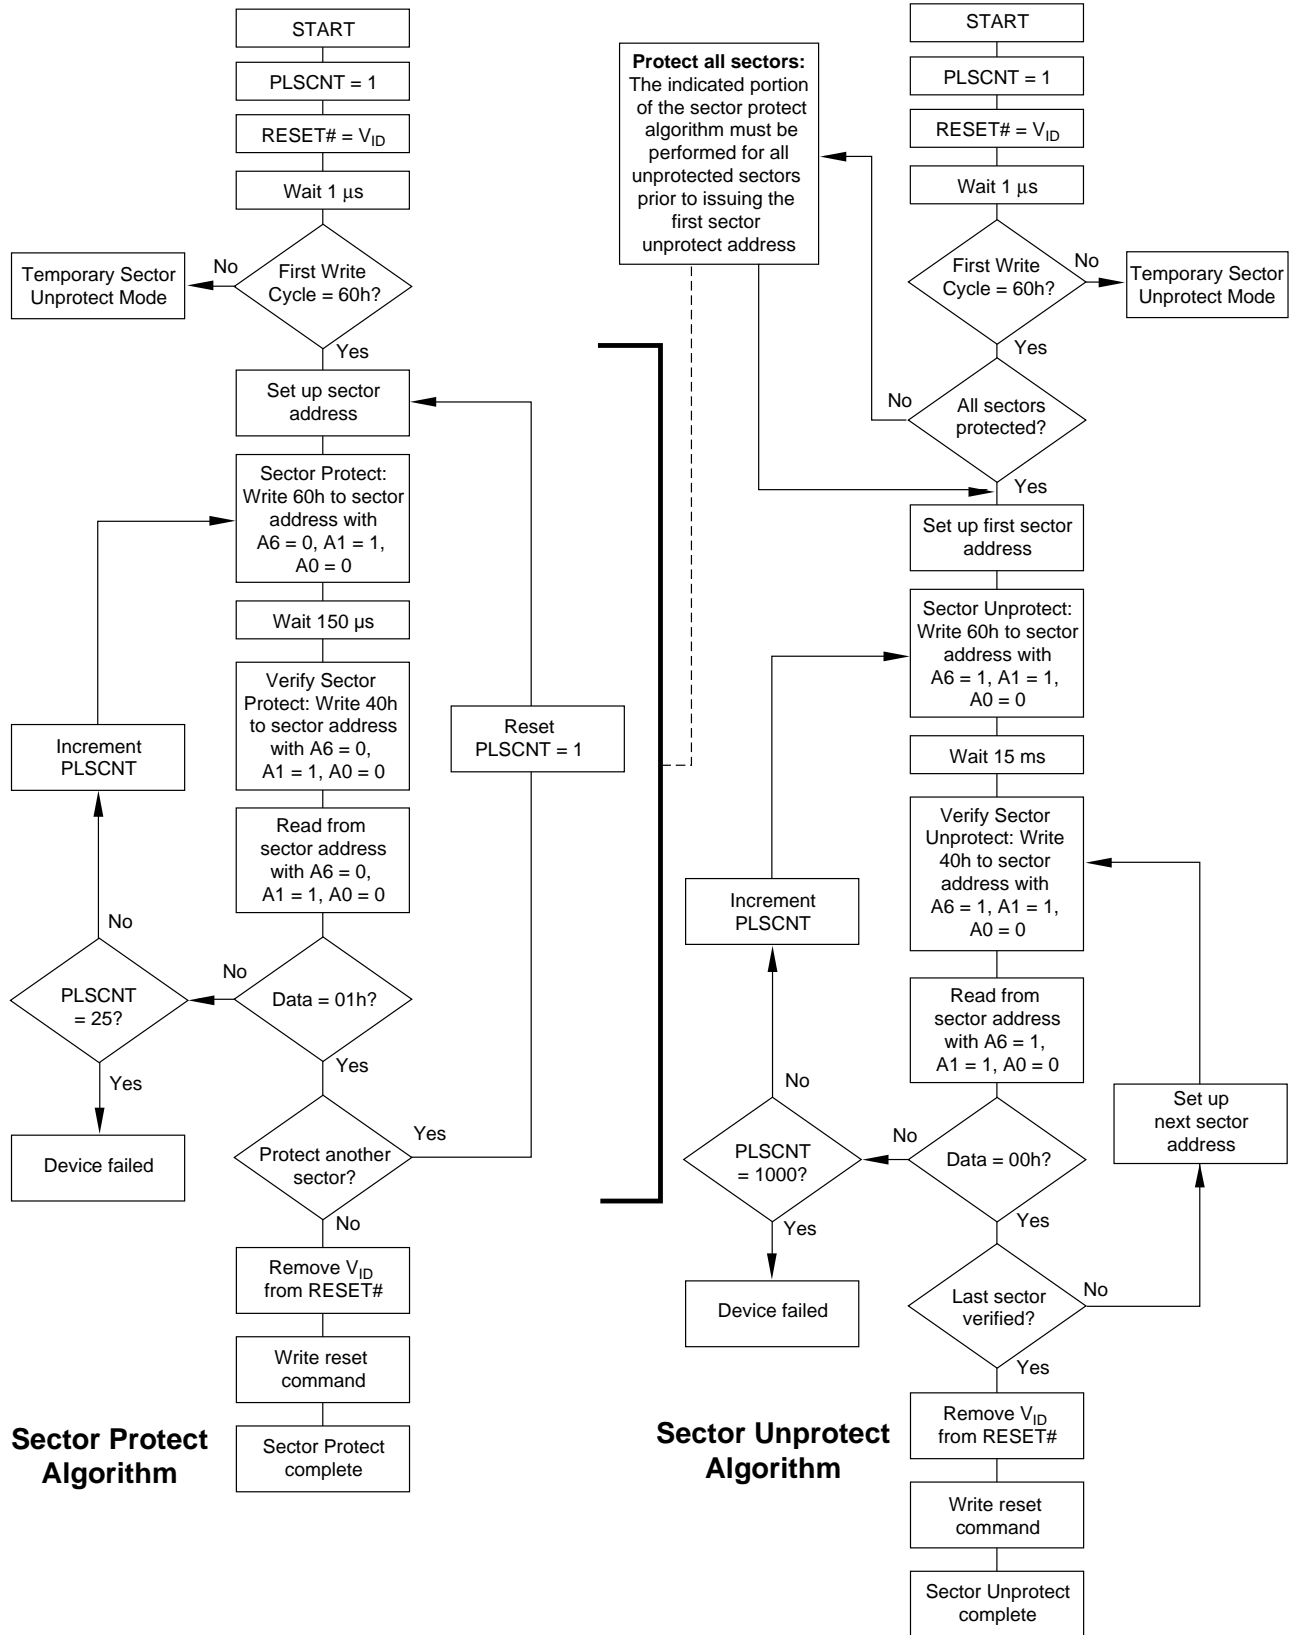 START
PLSCNT = 1
RESET# = VID
Wait 1 μs
First Write
Cycle = 60h?
No
Temporary Sector
Unprotect Mode
Yes
Set up sector
address
Sector Protect:
Write 60h to sector
address with
A6 = 0, A1 = 1,
A0 = 0
Wait 150 µs
Verify Sector
Protect: Write 40h
to sector address
with A6 = 0,
A1 = 1, A0 = 0
Increment
PLSCNT
Reset
PLSCNT = 1
Read from
sector address
with A6 = 0,
A1 = 1, A0 = 0
No
No
PLSCNT
= 25?
Data = 01h?
Yes
Yes
Device failed
Protect another
sector?
Yes
No
Remove VID
from RESET#
Write reset
command
Sector Protect
complete
Sector Protect
Algorithm
Protect all sectors:
The indicated portion
of the sector protect
algorithm must be
performed for all
unprotected sectors
prior to issuing the
first sector
unprotect address
START
PLSCNT = 1
RESET# = VID
Wait 1 μs
First Write
Cycle = 60h?
No
Temporary Sector
Unprotect Mode
Yes
No
All sectors
protected?
Yes
Set up first sector
address
Sector Unprotect:
Write 60h to sector
address with
A6 = 1, A1 = 1,
A0 = 0
Wait 15 ms
Verify Sector
Unprotect: Write
40h to sector
address with
A6 = 1, A1 = 1,
A0 = 0
Increment
PLSCNT
Read from
sector address
with A6 = 1,
A1 = 1, A0 = 0
No
Set up
next sector
address
No
PLSCNT
= 1000?
Data = 00h?
Yes
Yes
Device failed
Last sector
verified?
No
Yes
Remove VID
from RESET#
Write reset
command
Sector Unprotect
complete
Sector Unprotect
Algorithm